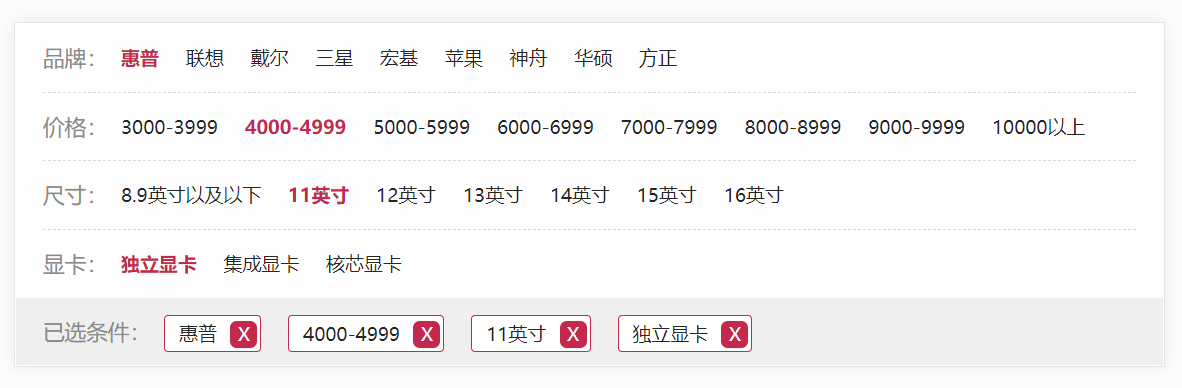 品牌： 惠普 联想 戴尔 三星 宏基 苹果 神舟 华硕 方正
价格： 3000-3999 4000-4999 5000-5999 6000-6999 7000-7999 8000-8999 9000-9999 10000以上
尺寸： 8.9英寸以及以下 11英寸 12英寸 13英寸 14英寸 15英寸 16英寸
显卡： 独立显卡 集成显卡 核芯显卡
已选条件： 惠普 X 4000-4999 X 11英寸 X 独立显卡 X